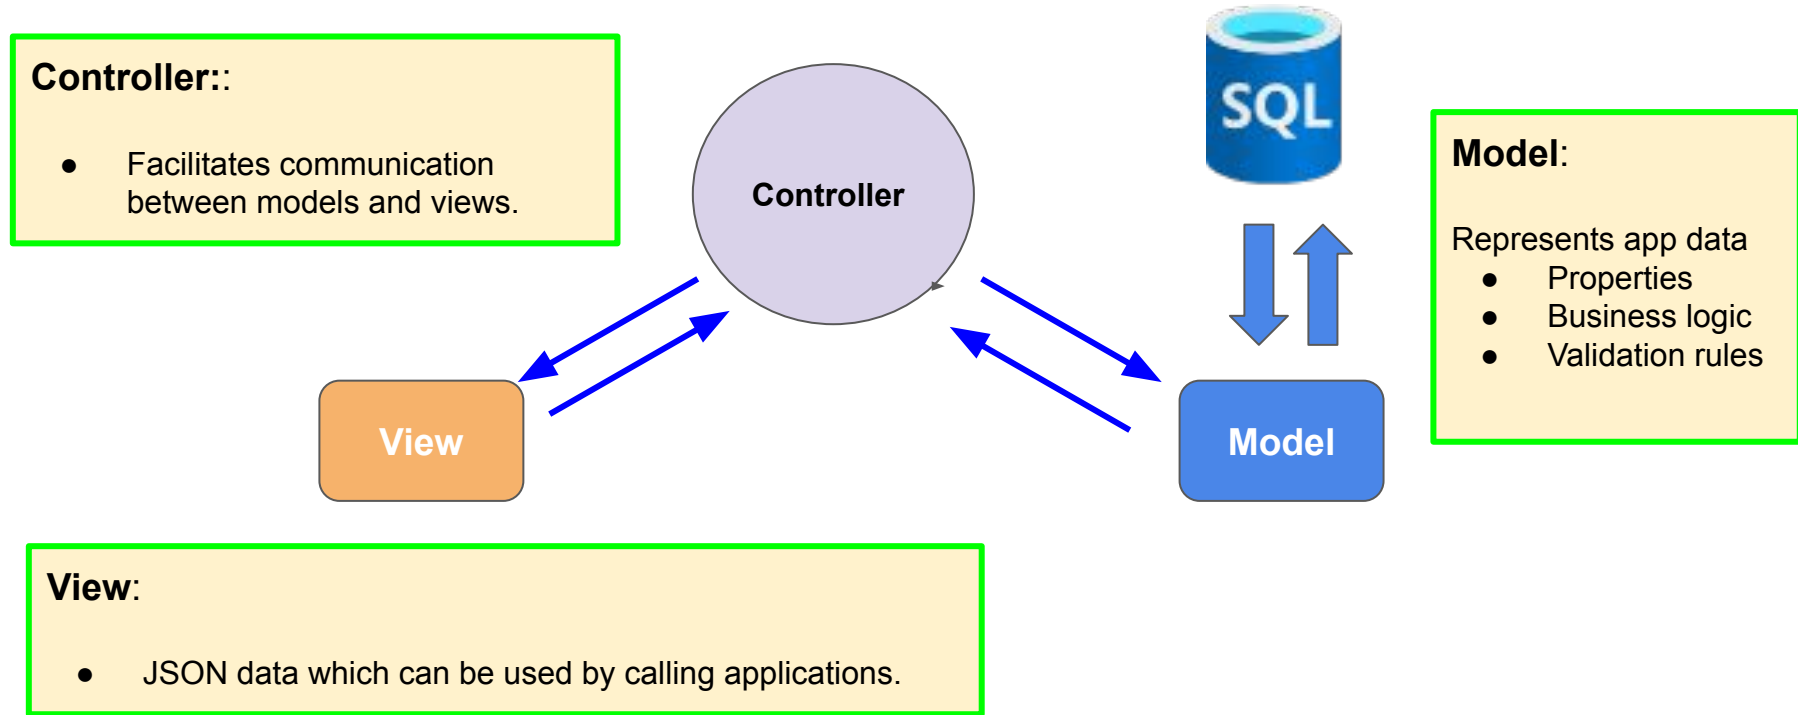 Controller::
● Facilitates communication
between models and views.
Controller
SQL
Model:
Represents app data
● Properties
● Business logic
● Validation rules
View
Model
View:
● JSON data which can be used by calling applications.